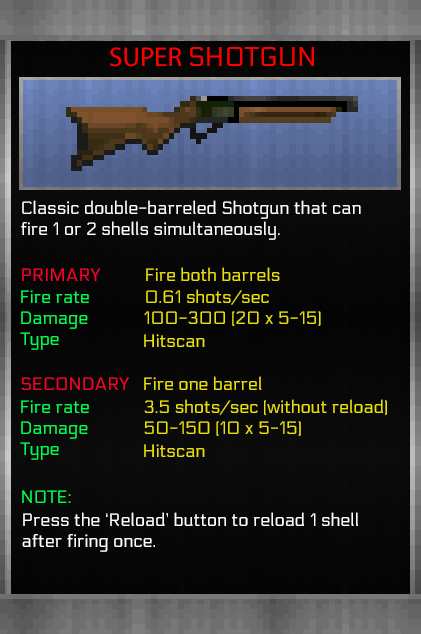 SUPER SHOTGUN
Classic double-barreled Shotgun that can
fire 1 or 2 shells simultaneously.
PRIMARY Fire both barrels
Fire rate 0.61 shots/sec
Damage 100-300 (20 x 5-15)
Type Hitscan
SECONDARY Fire one barrel
Fire rate 3.5 shots/sec (without reload)
Damage 50-150 (10 x 5-15)
Type Hitscan
NOTE:
Press the 'Reload' button to reload 1 shell
after firing once.